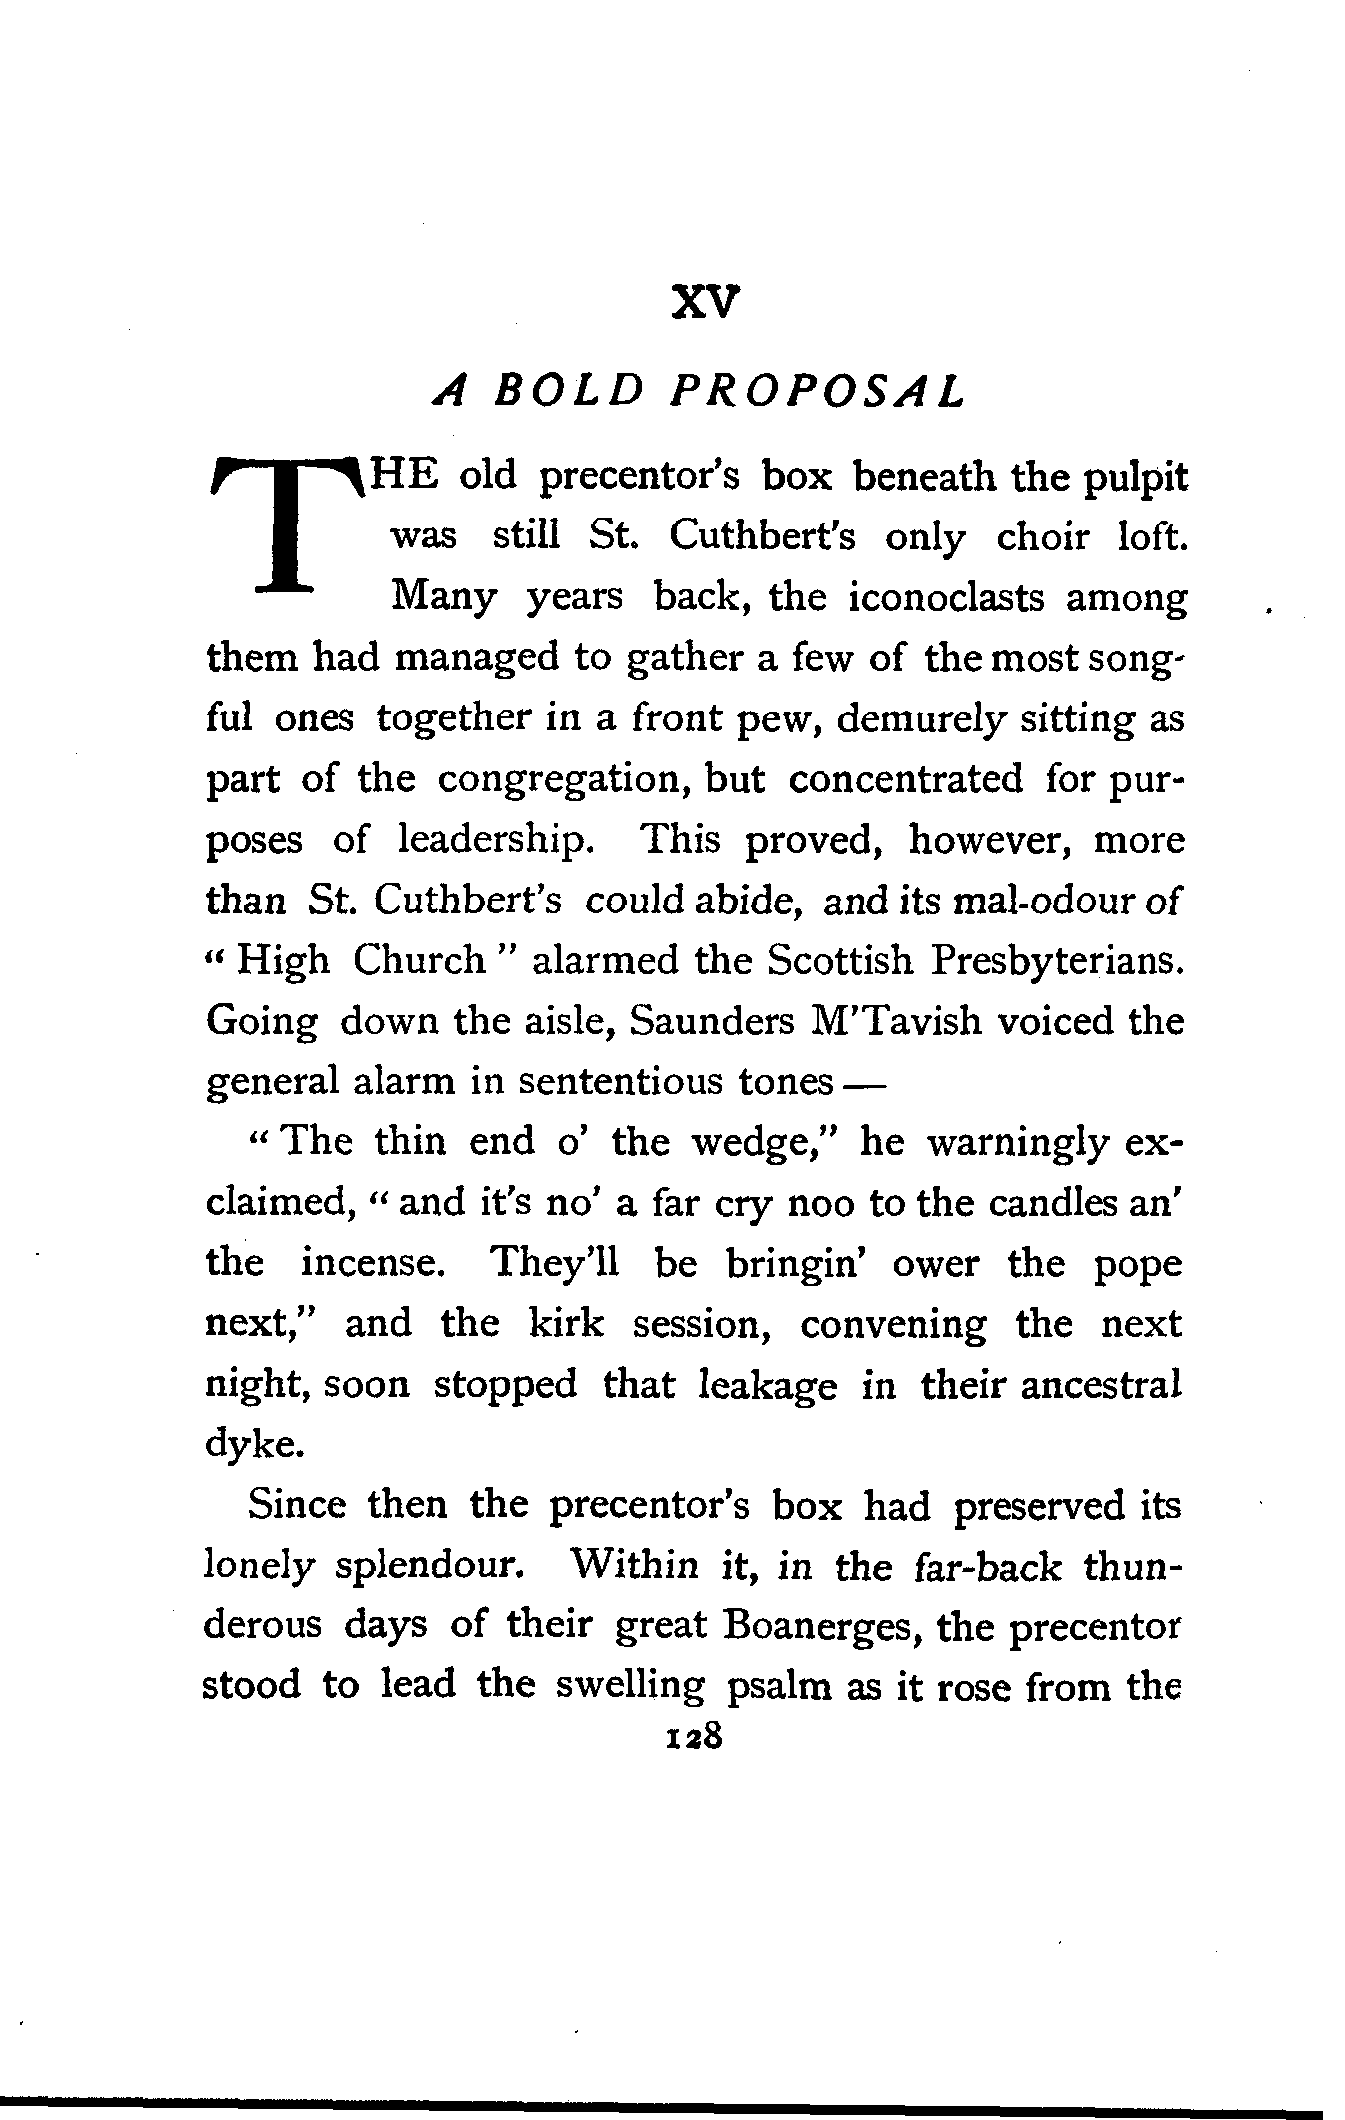 XV
A BOLD PROPOSAL
THE old precentor's box beneath the pulpit
was still St. Cuthbert's only choir loft.
Many years back, the iconoclasts among
them had managed to gather a few of the most song-
ful ones together in a front pew, demurely sitting as
part of the congregation, but concentrated for pur-
poses of leadership. This proved, however, more
than St. Cuthbert's could abide, and its mal-odour of
" High Church " alarmed the Scottish Presbyterians.
Going down the aisle, Saunders M'Tavish voiced the
general alarm in sententious tones —
" The thin end o' the wedge," he warningly ex-
claimed, " and it's no' a far cry noo to the candles an'
the incense. They'll be bringin' ower the pope
next," and the kirk session, convening the next
night, soon stopped that leakage in their ancestral
dyke.
Since then the precentor's box had preserved its
lonely splendour. Within it, in the far-back thun-
derous days of their great Boanerges, the precentor
stood to lead the swelling psalm as it rose from the
128